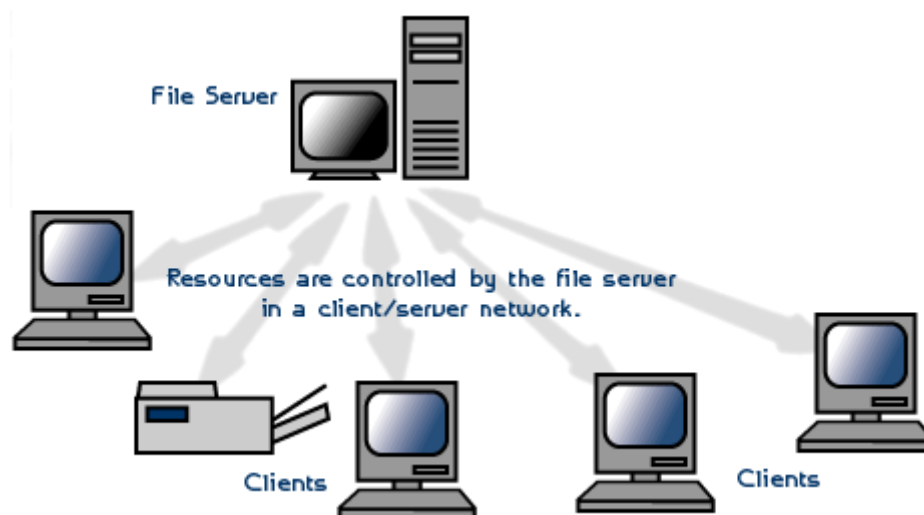 File Server
Resources are controlled by the file server
in a client/server network.
Clients
Clients